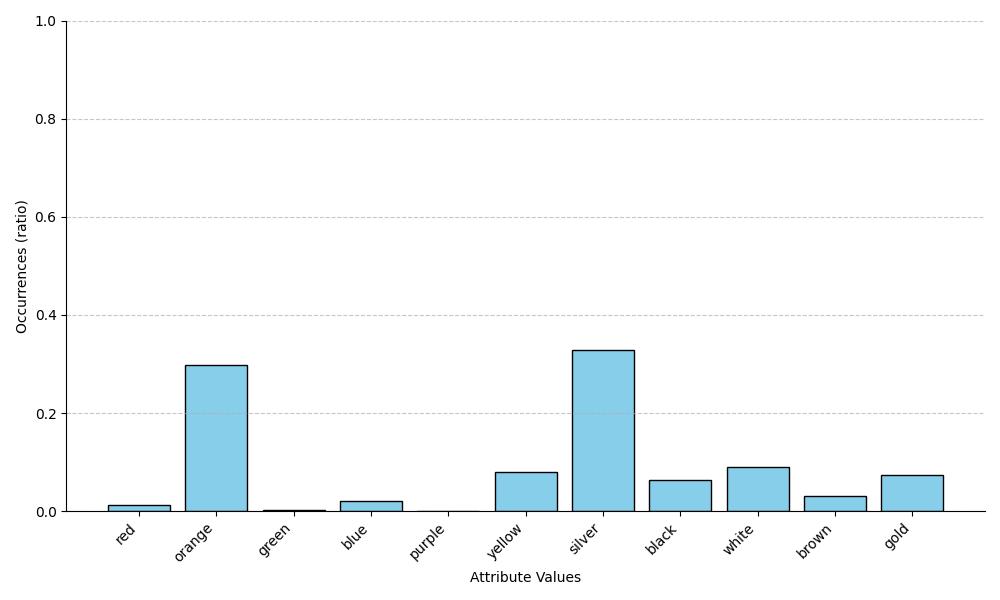 1.0
0.8
0.6
0.4
0.2
0.0
Occurrences (ratio)
red
orange
green
blue
purple
yellow
silver
black
white
brown
gold
Attribute Values